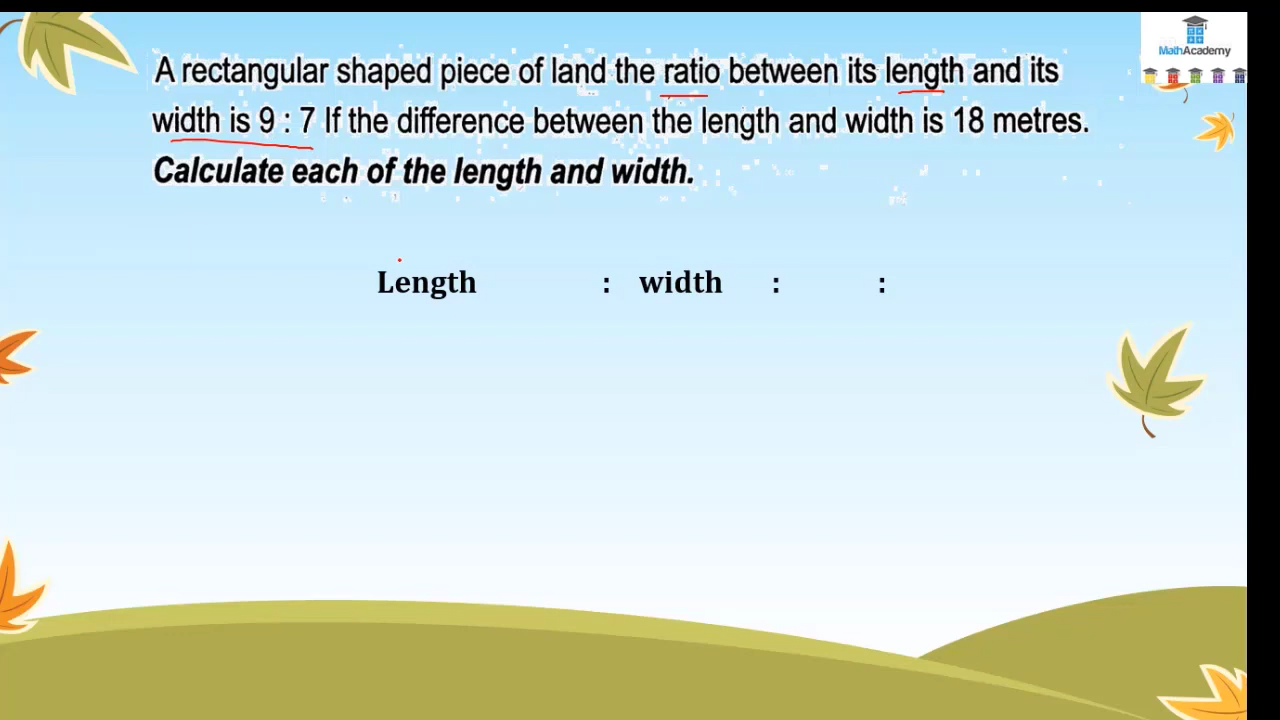 MathAcademy
A rectangular shaped piece of land the ratio between its length and its
width is 9 : 7 If the difference between the length and width is 18 metres.
Calculate each of the length and width.
Length : width : :